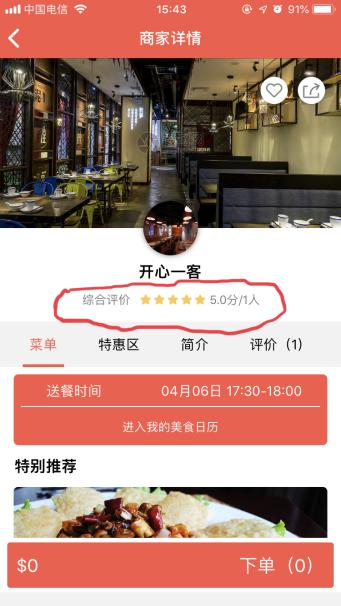 中国电信 15:43 91%
商家详情
开心一客
综合评价 5.0分/1人
菜单 特惠区 简介 评价（1）
送餐时间 04月06日 17:30-18:00
进入我的美食日历
特别推荐
$0 下单（0）